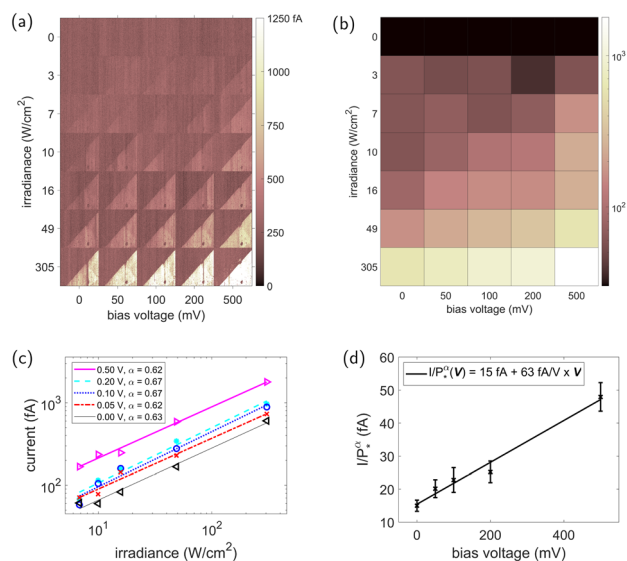 (a)
0
3
7
10
16
49
305
irradianace (W/cm²)
0 50 100 200 500
bias voltage (mV)
1250 fA
1000
750
500
250
0
(b)
0
3
7
10
16
49
305
irradiance (W/cm²)
0 50 100 200 500
bias voltage (mV)
10³
10²
(c)
0.50 V, α = 0.62
0.20 V, α = 0.67
0.10 V, α = 0.67
0.05 V, α = 0.62
0.00 V, α = 0.63
10³
10²
current (fA)
10¹ 10²
irradiance (W/cm²)
(d)
I/P*^α(V) = 15 fA + 63 fA/V x V
60
50
40
30
20
10
I/P*^α (fA)
0 200 400
bias voltage (mV)